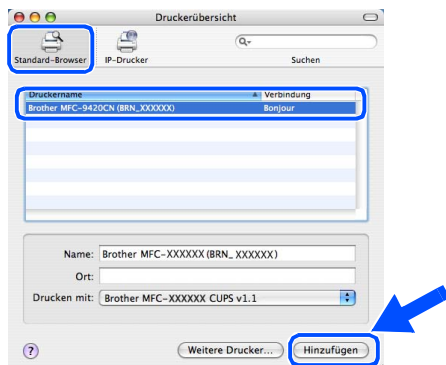 Druckerübersicht
Standard-Browser IP-Drucker Suchen
Druckername Verbindung
Brother MFC-9420CN (BRN_XXXXXX) Bonjour
Name: Brother MFC-XXXXXX (BRN_ XXXXXX)
Ort:
Drucken mit: Brother MFC-XXXXXX CUPS v1.1
? Weitere Drucker... Hinzufügen